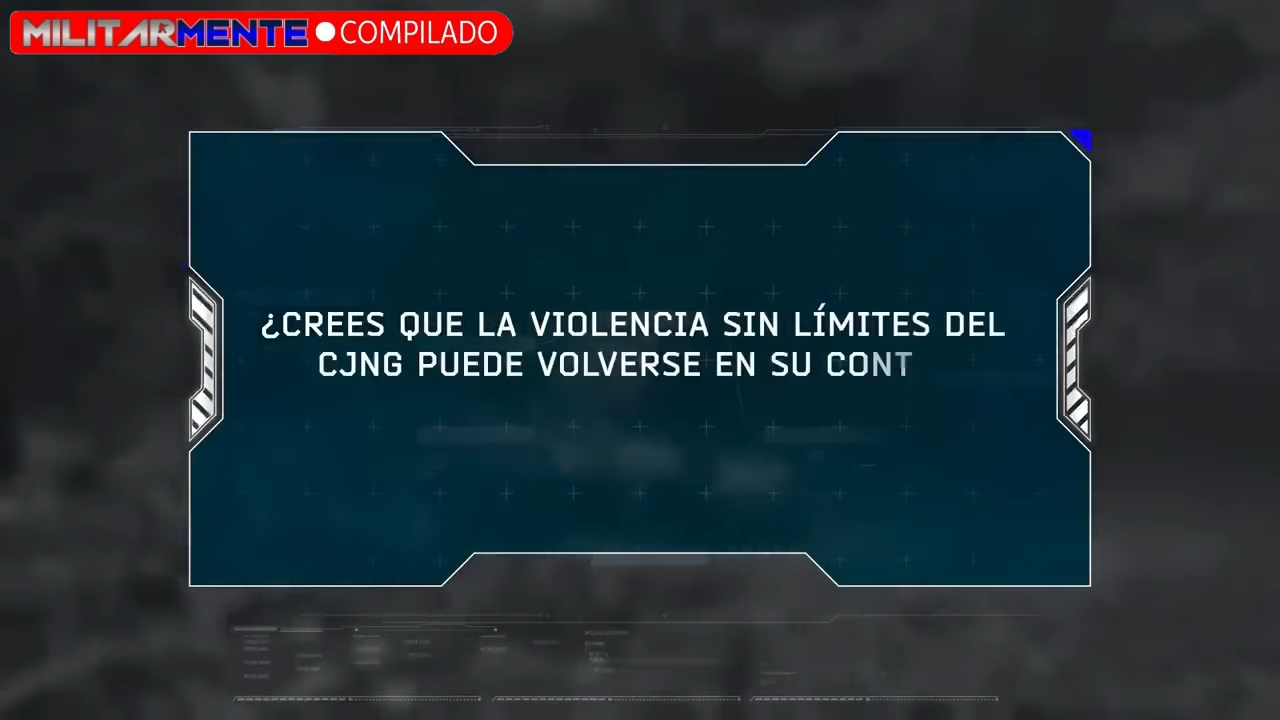 MILITARMENTE COMPILADO
¿CREES QUE LA VIOLENCIA SIN LÍMITES DEL
CJNG PUEDE VOLVERSE EN SU CONT